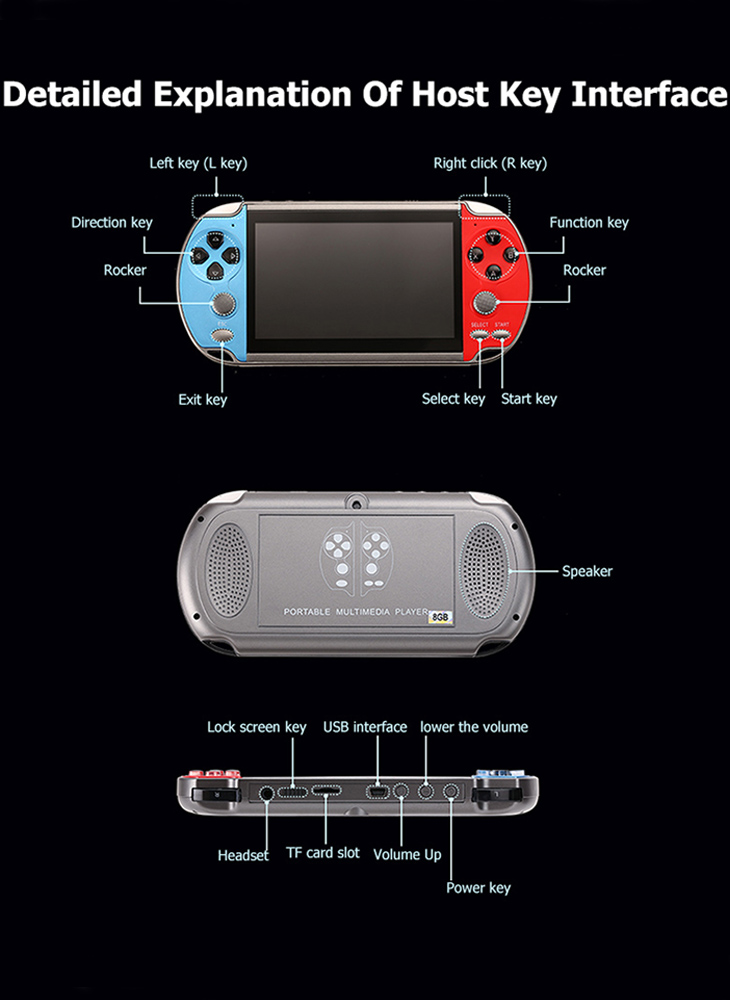 Detailed Explanation Of Host Key Interface
Left key (L key)
Right click (R key)
Direction key
Function key
Rocker
Rocker
Y
X
B
A
SELECT
START
Exit key
Select key
Start key
Speaker
PORTABLE MULTIMEDIA PLAYER
8GB
Lock screen key
USB interface
lower the volume
Headset
TF card slot
Volume Up
Power key